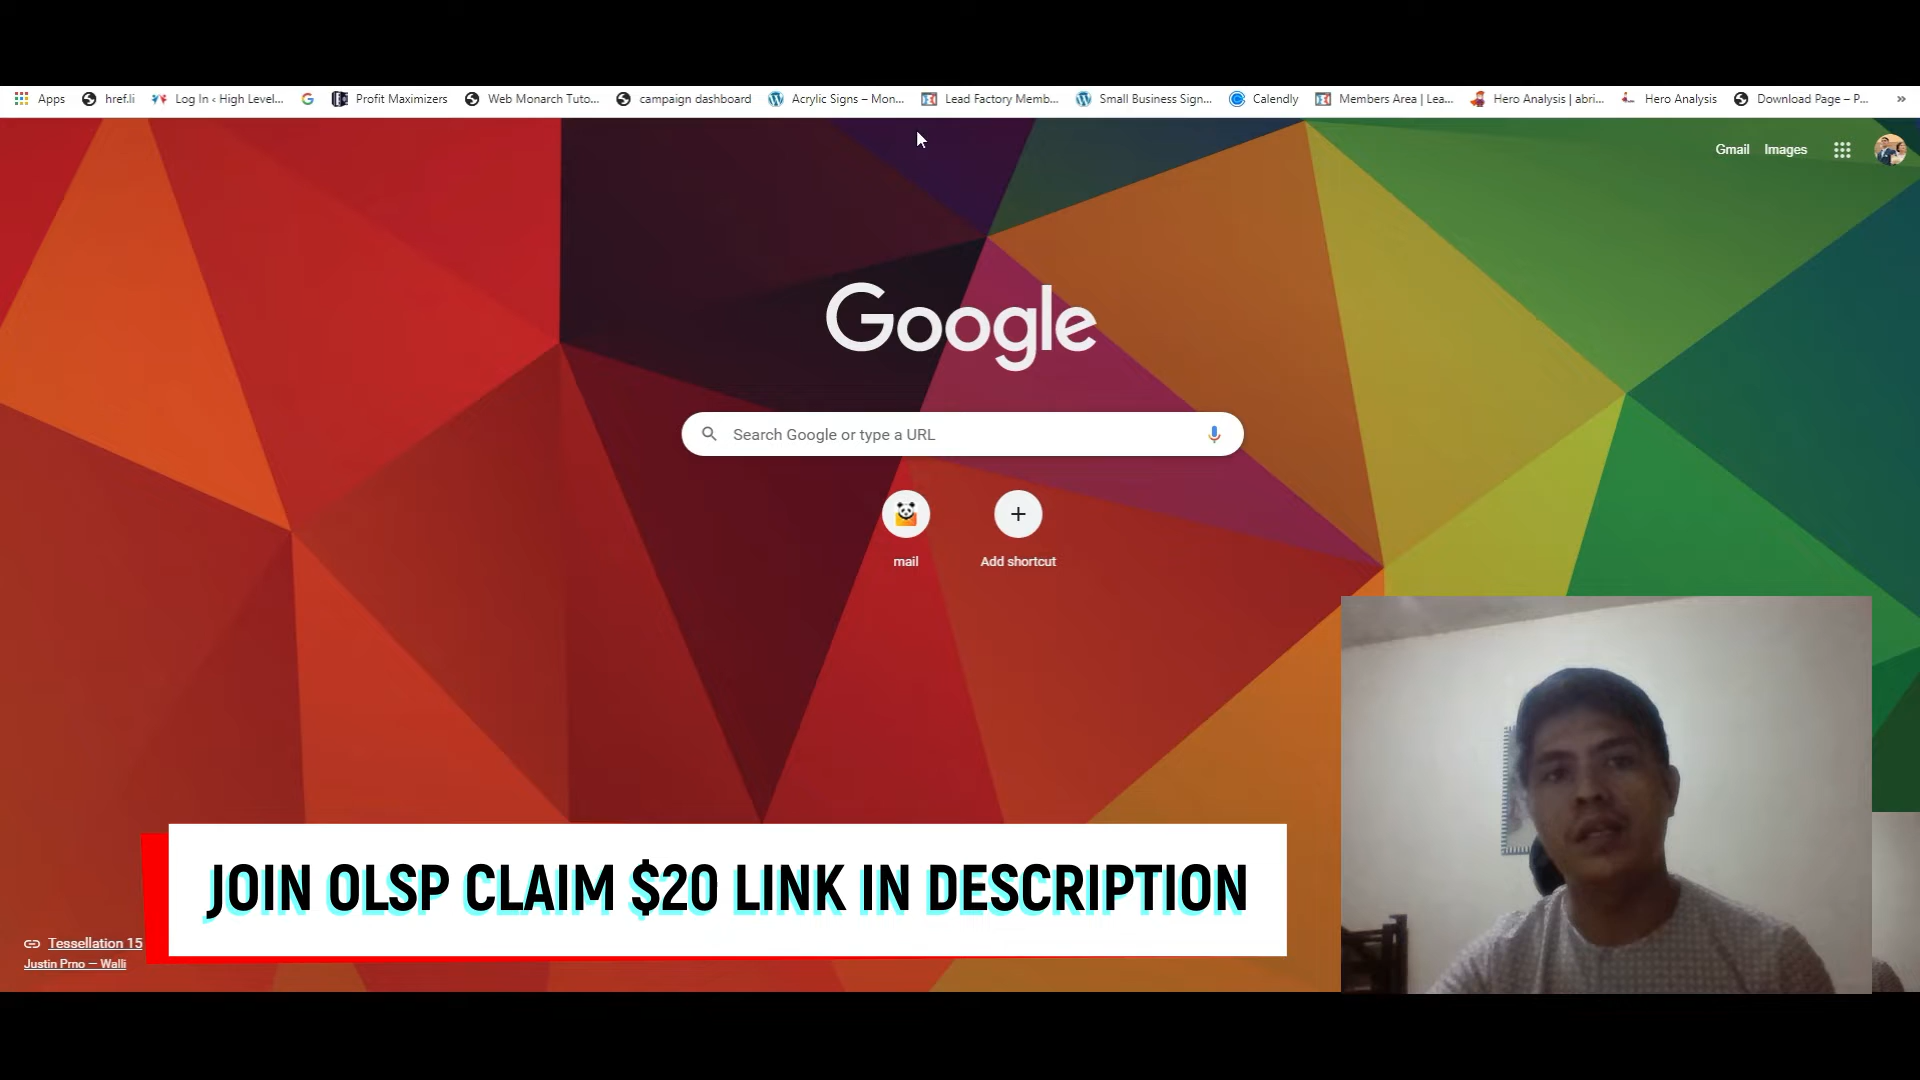 Apps href.li Log In ‹ High Level... Profit Maximizers Web Monarch Tuto... campaign dashboard Acrylic Signs – Mon... Lead Factory Memb... Small Business Sign... Calendly Members Area | Lea... Hero Analysis | abri... Hero Analysis Download Page – P... »
Gmail Images
Google
Search Google or type a URL
mail Add shortcut
JOIN OLSP CLAIM $20 LINK IN DESCRIPTION
Tessellation 15
Justin Prno — Walli